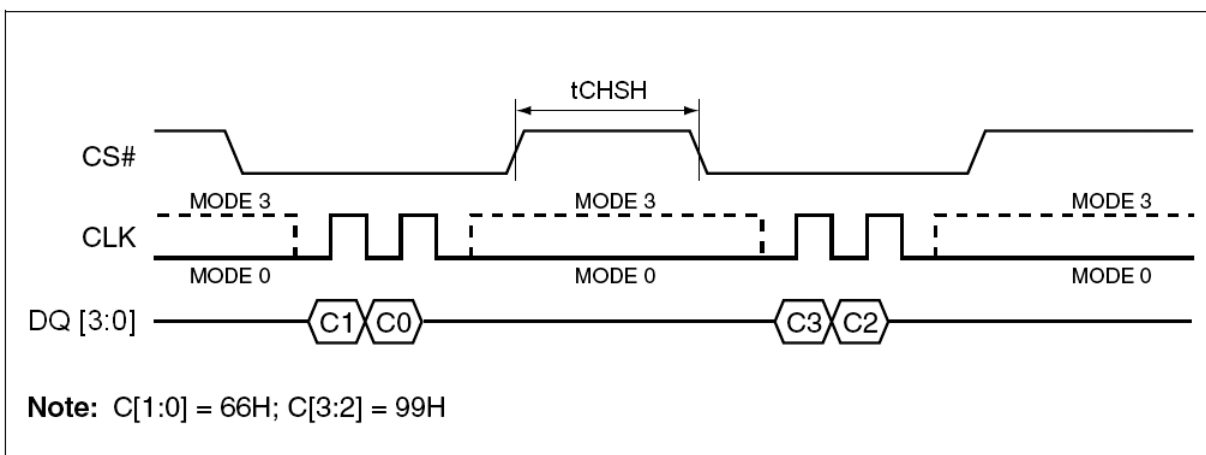 tCHSH
CS#
MODE 3 MODE 3 MODE 3
CLK
MODE 0 MODE 0 MODE 0
DQ [3:0] C1 C0 C3 C2
Note: C[1:0] = 66H; C[3:2] = 99H